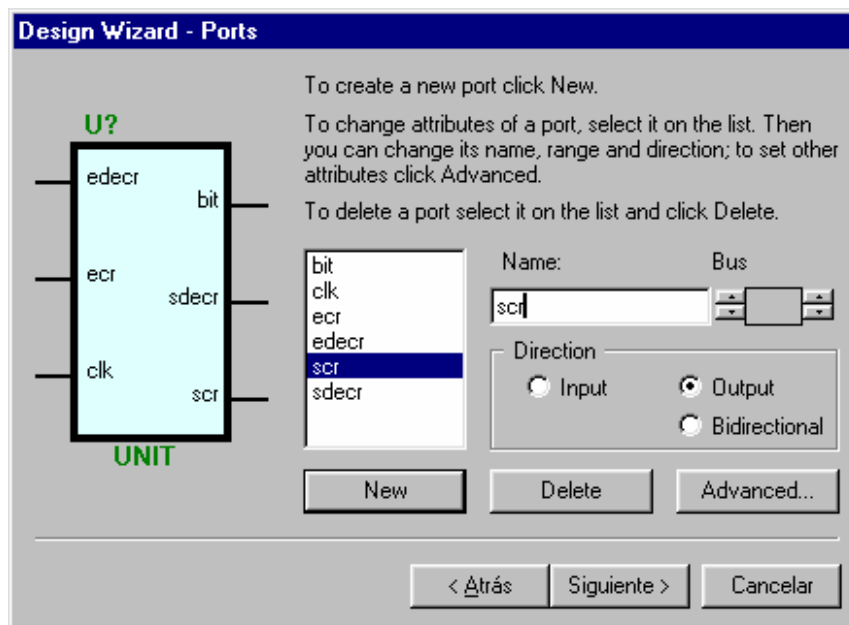 Design Wizard - Ports
To create a new port click New.
To change attributes of a port, select it on the list. Then
you can change its name, range and direction; to set other
attributes click Advanced.
To delete a port select it on the list and click Delete.
U?
edecr
bit
ecr
sdecr
clk
scr
UNIT
bit
clk
ecr
edecr
scr
sdecr
Name:
Bus
scr
Direction
Input
Output
Bidirectional
New
Delete
Advanced...
< Atrás
Siguiente >
Cancelar